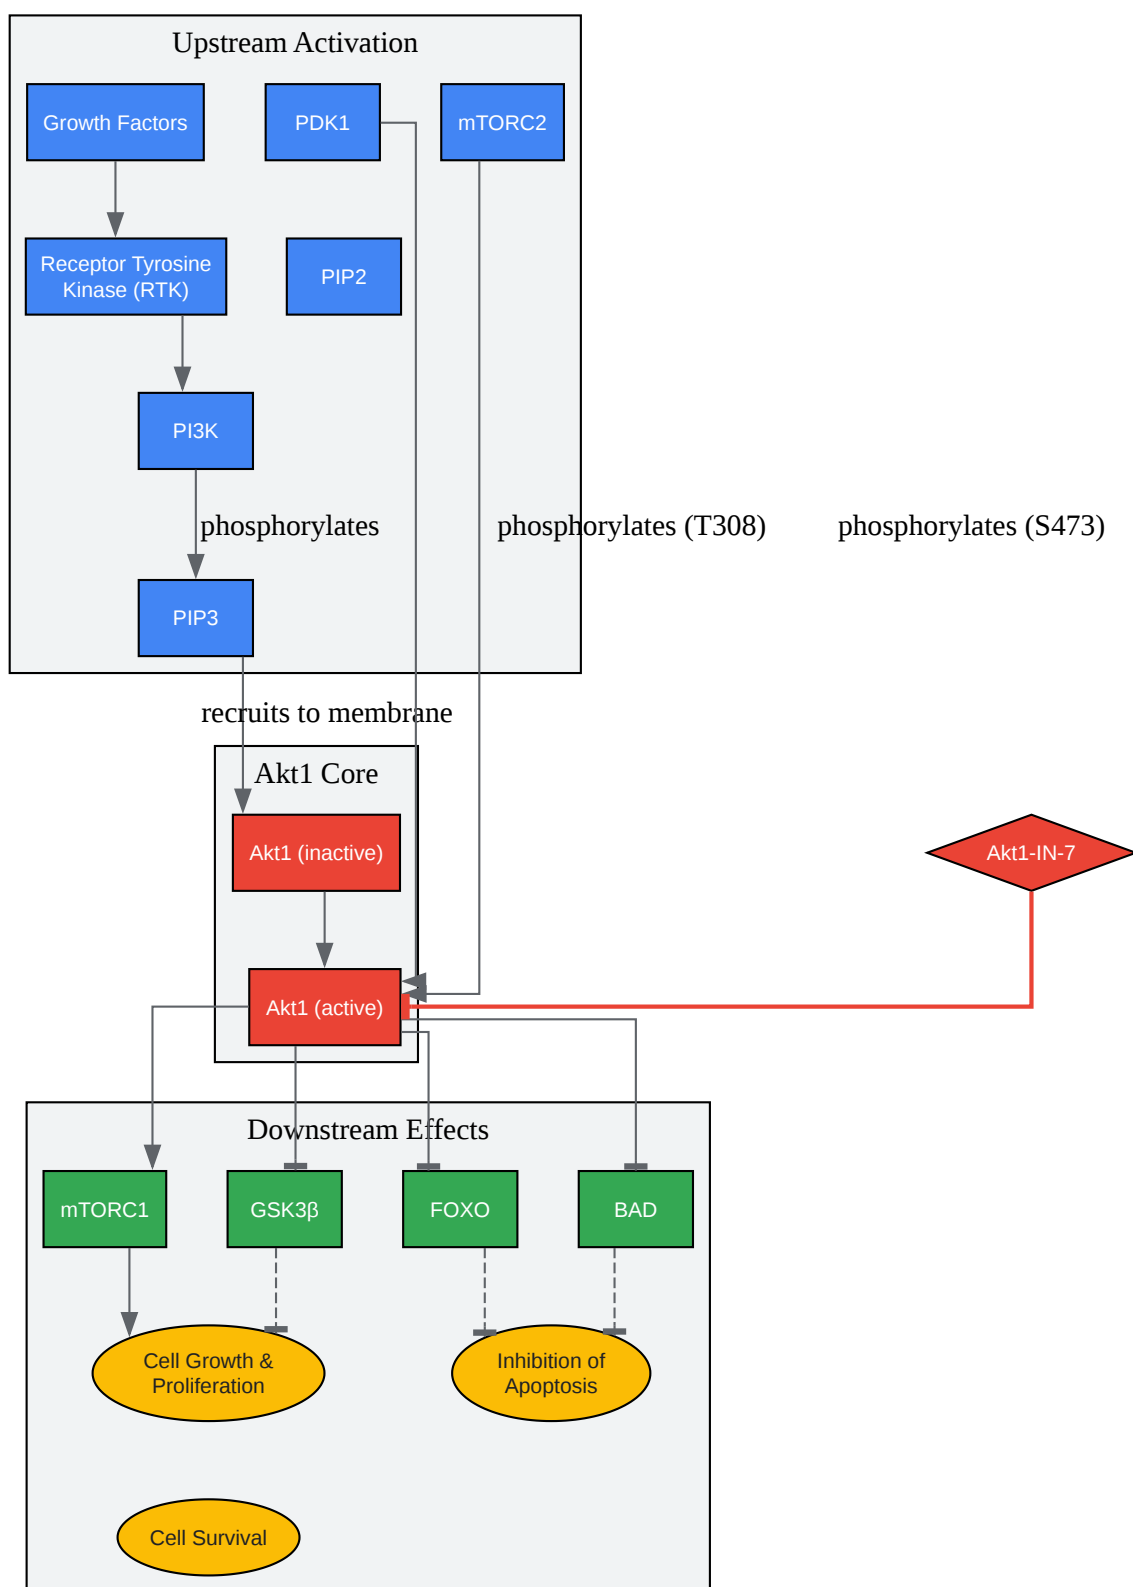 Upstream Activation
Growth Factors
PDK1
mTORC2
Receptor Tyrosine
Kinase (RTK)
PIP2
PI3K
phosphorylates
phosphorylates (T308)
phosphorylates (S473)
PIP3
recruits to membrane
Akt1 Core
Akt1 (inactive)
Akt1-IN-7
Akt1 (active)
Downstream Effects
mTORC1
GSK3β
FOXO
BAD
Cell Growth &
Proliferation
Inhibition of
Apoptosis
Cell Survival